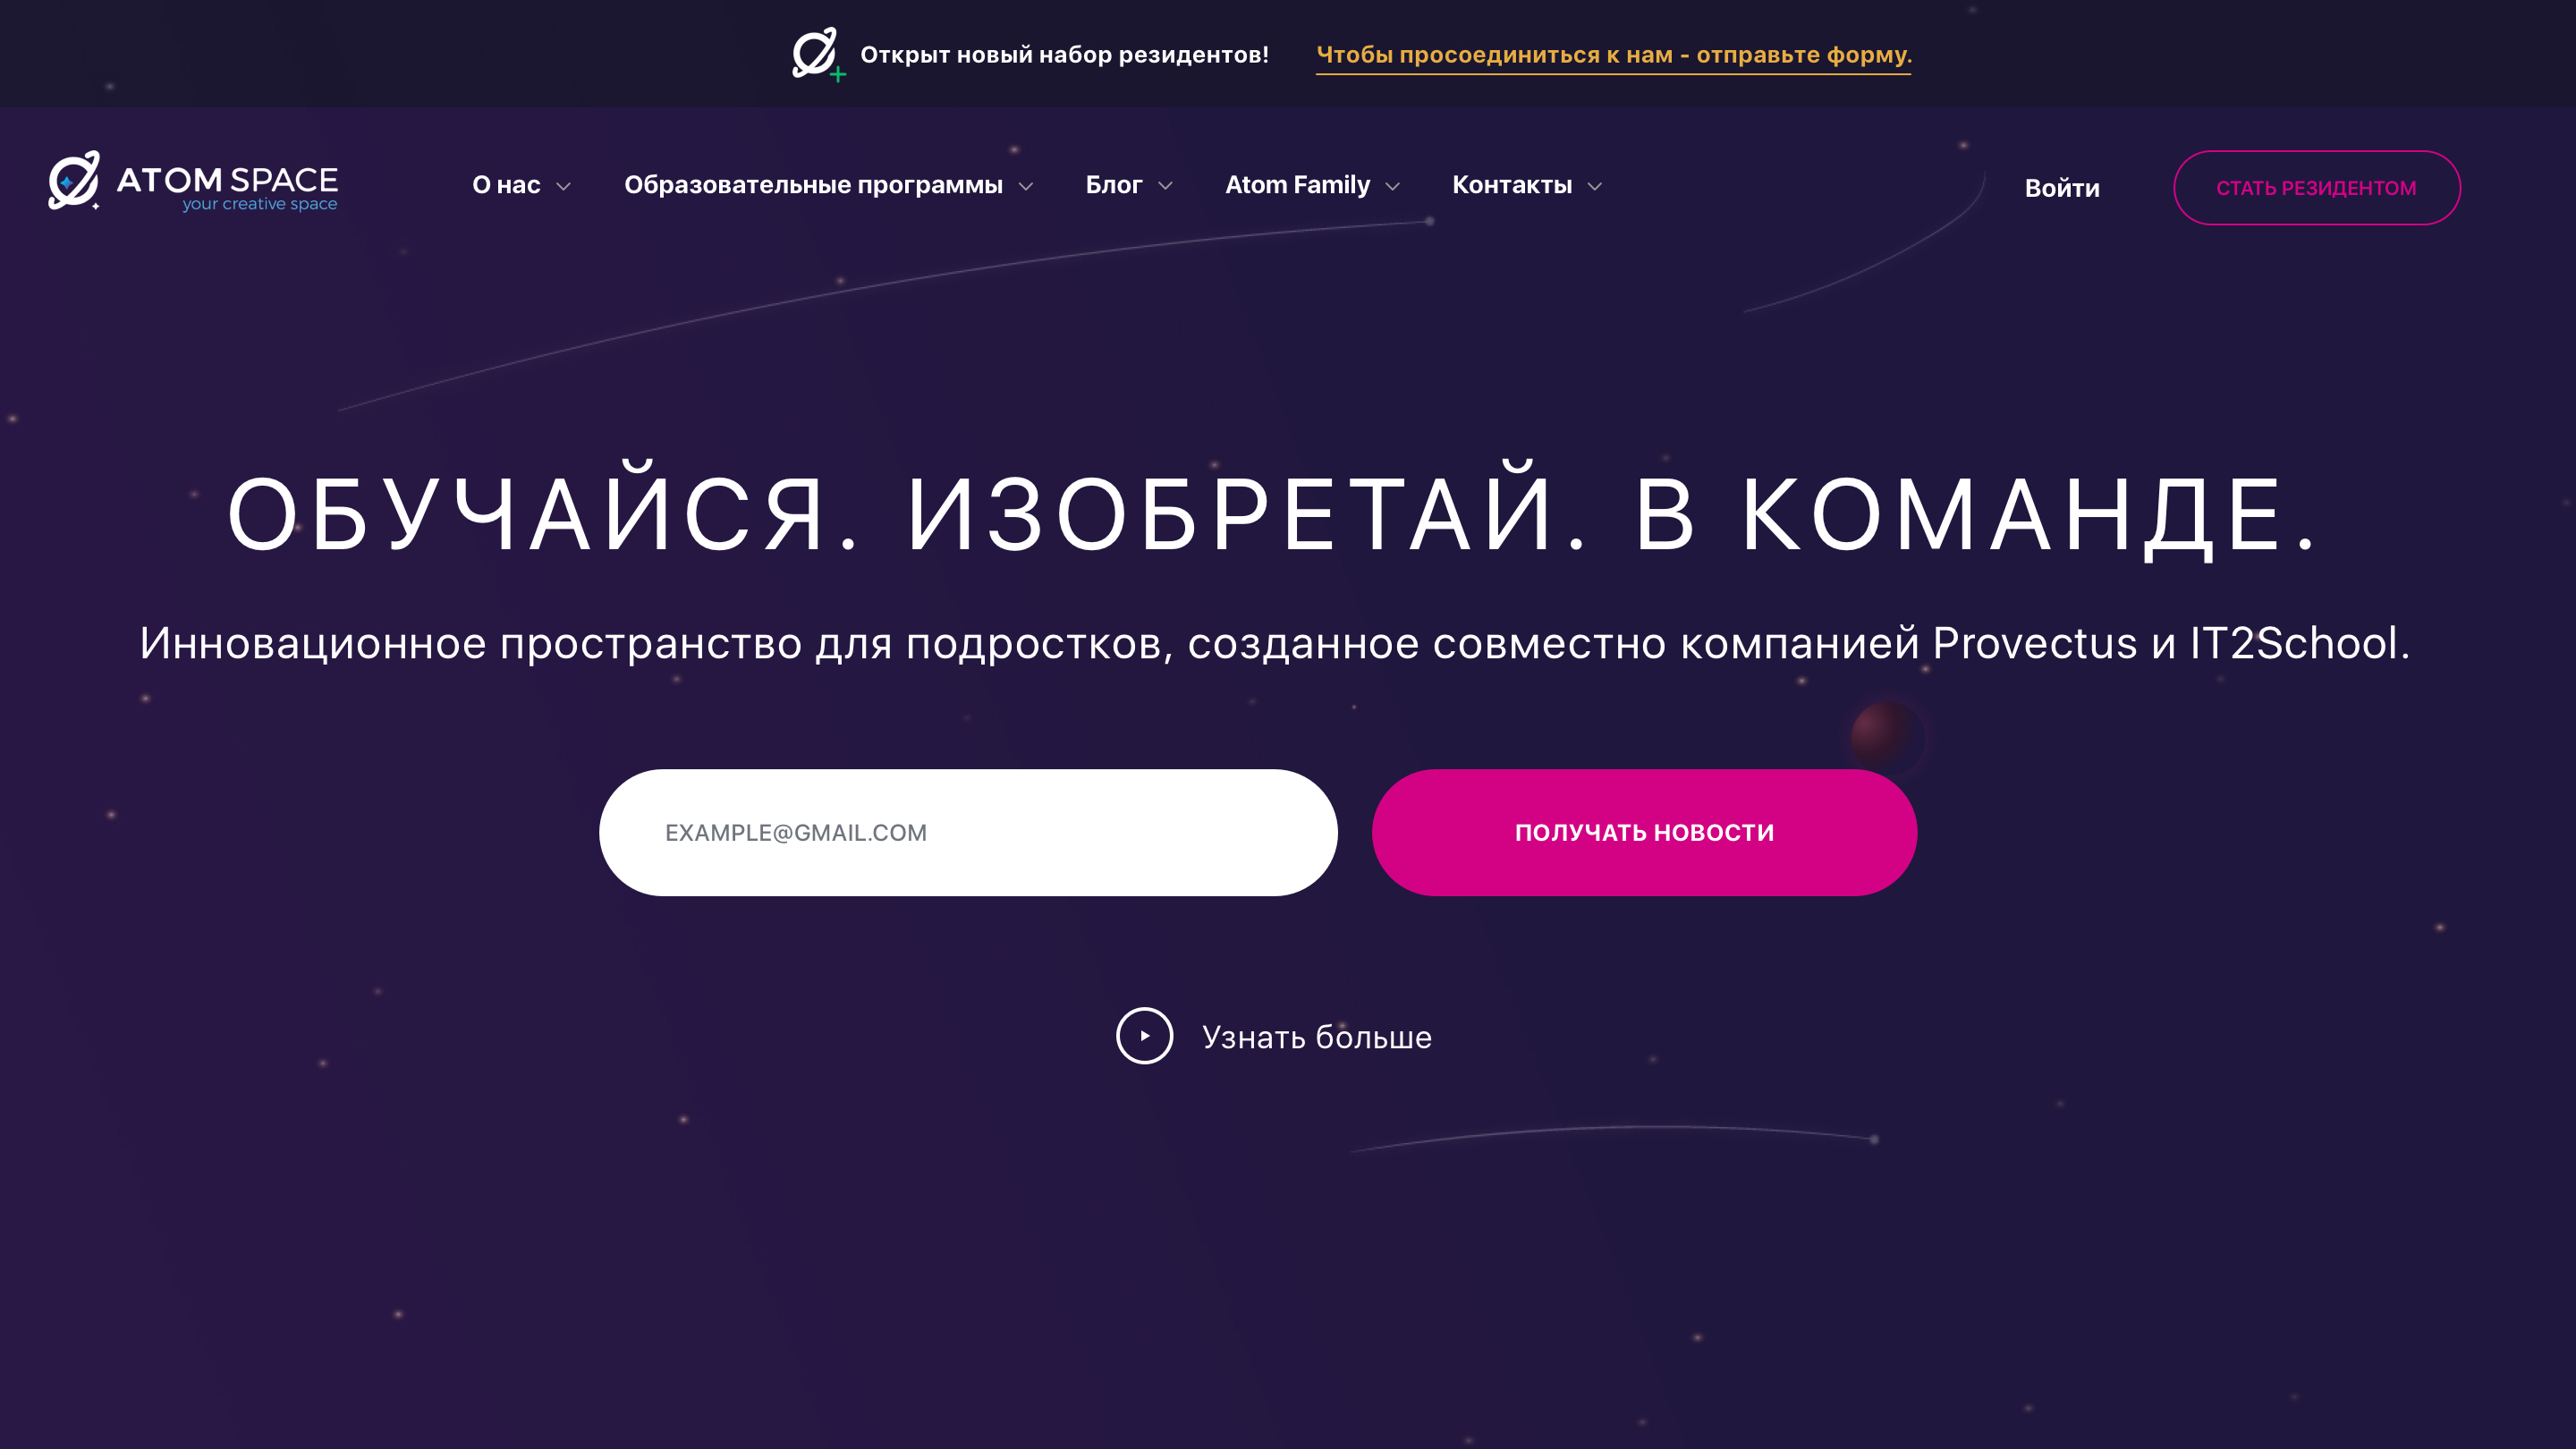 Открыт новый набор резидентов! Чтобы просоединиться к нам - отправьте форму.
ATOM SPACE
your creative space
О нас Образовательные программы Блог Atom Family Контакты Войти СТАТЬ РЕЗИДЕНТОМ
ОБУЧАЙСЯ. ИЗОБРЕТАЙ. В КОМАНДЕ.
Инновационное пространство для подростков, созданное совместно компанией Provectus и IT2School.
EXAMPLE@GMAIL.COM ПОЛУЧАТЬ НОВОСТИ
Узнать больше